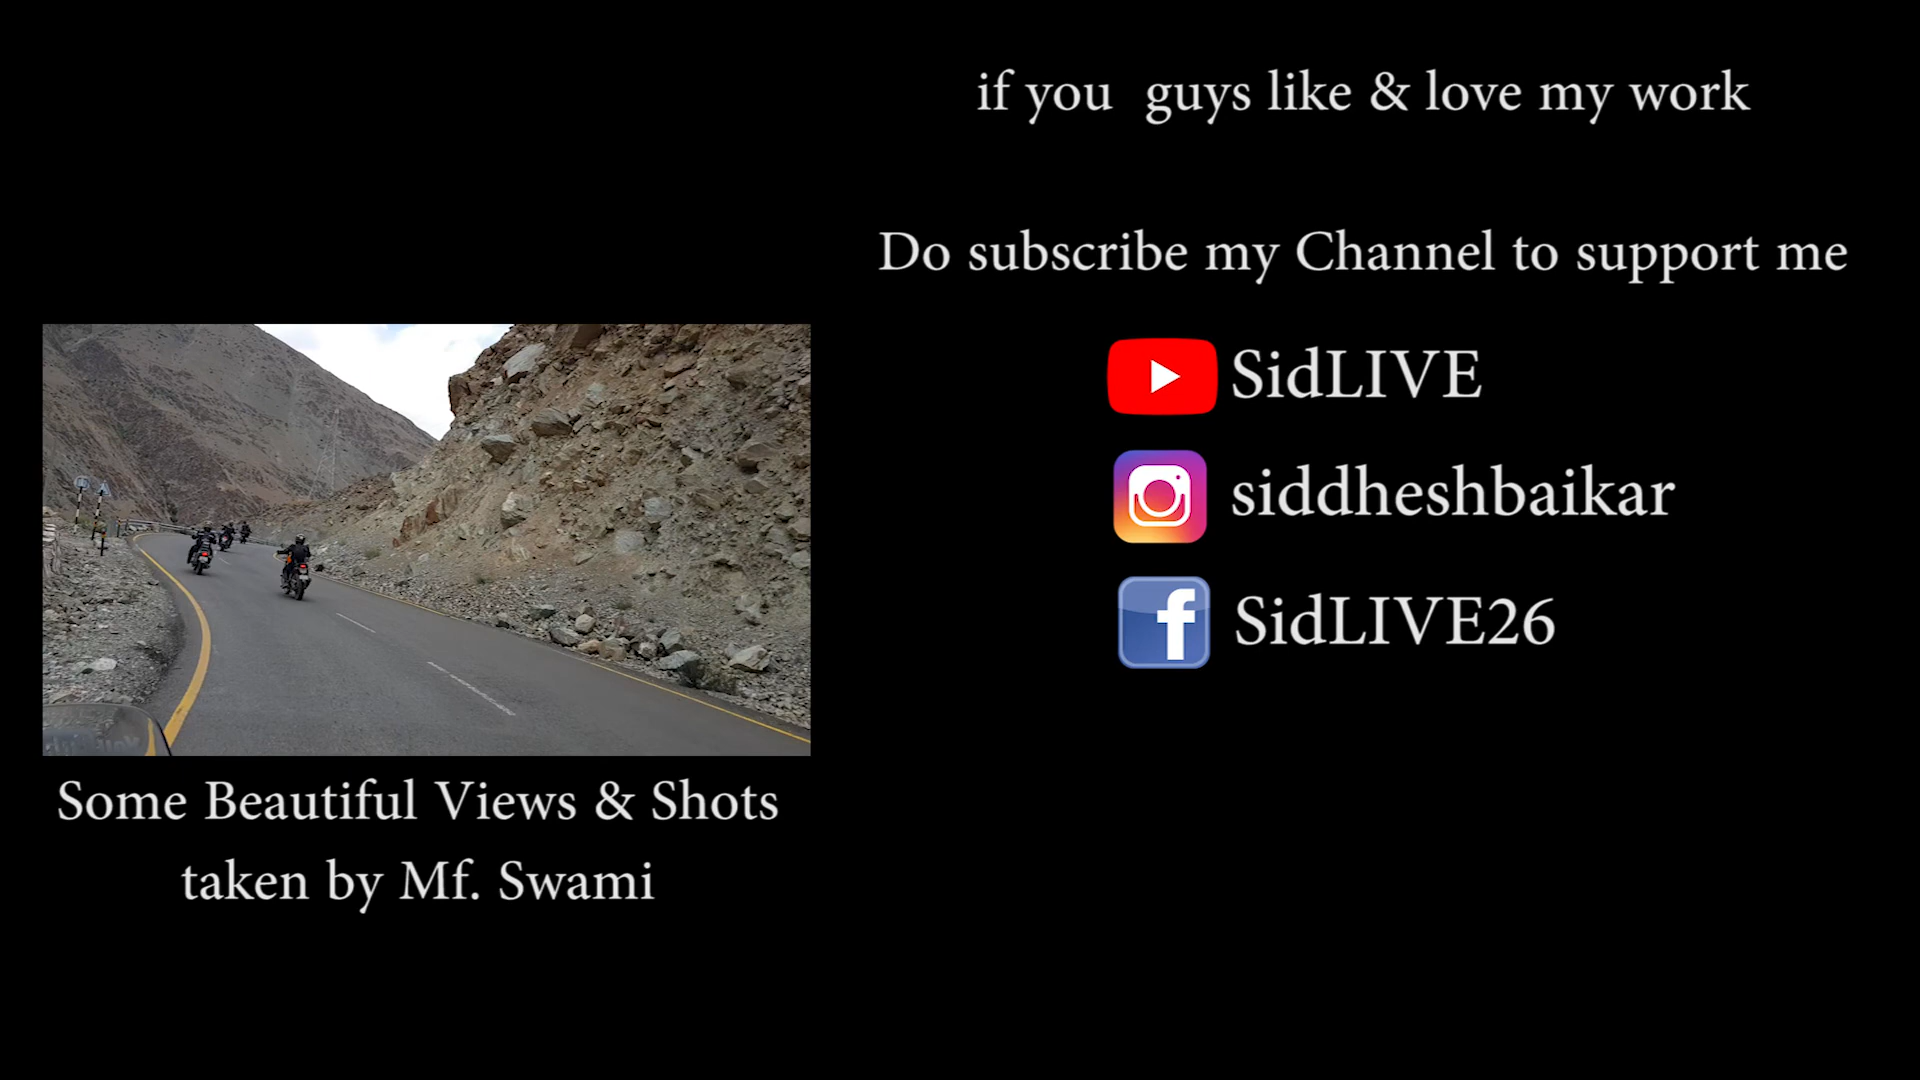 if you guys like & love my work
Do subscribe my Channel to support me
SidLIVE
siddheshbaikar
SidLIVE26
Some Beautiful Views & Shots
taken by Mf. Swami